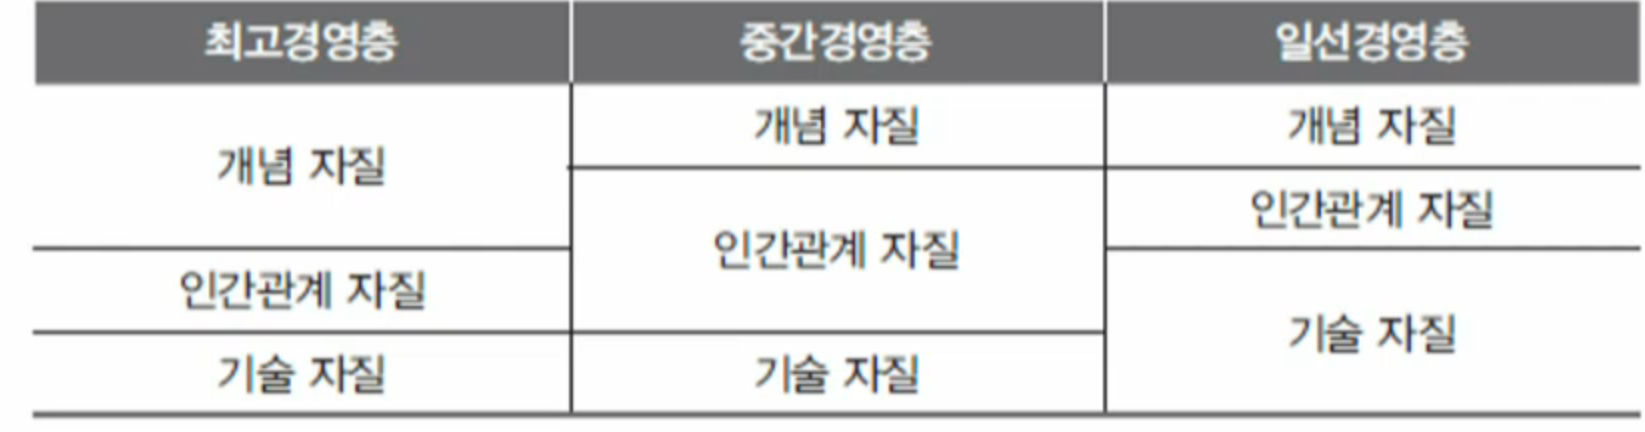 최고경영층 중간경영층 일선경영층
개념 자질 개념 자질 개념 자질
인간관계 자질 인간관계 자질 인간관계 자질
기술 자질 기술 자질 기술 자질